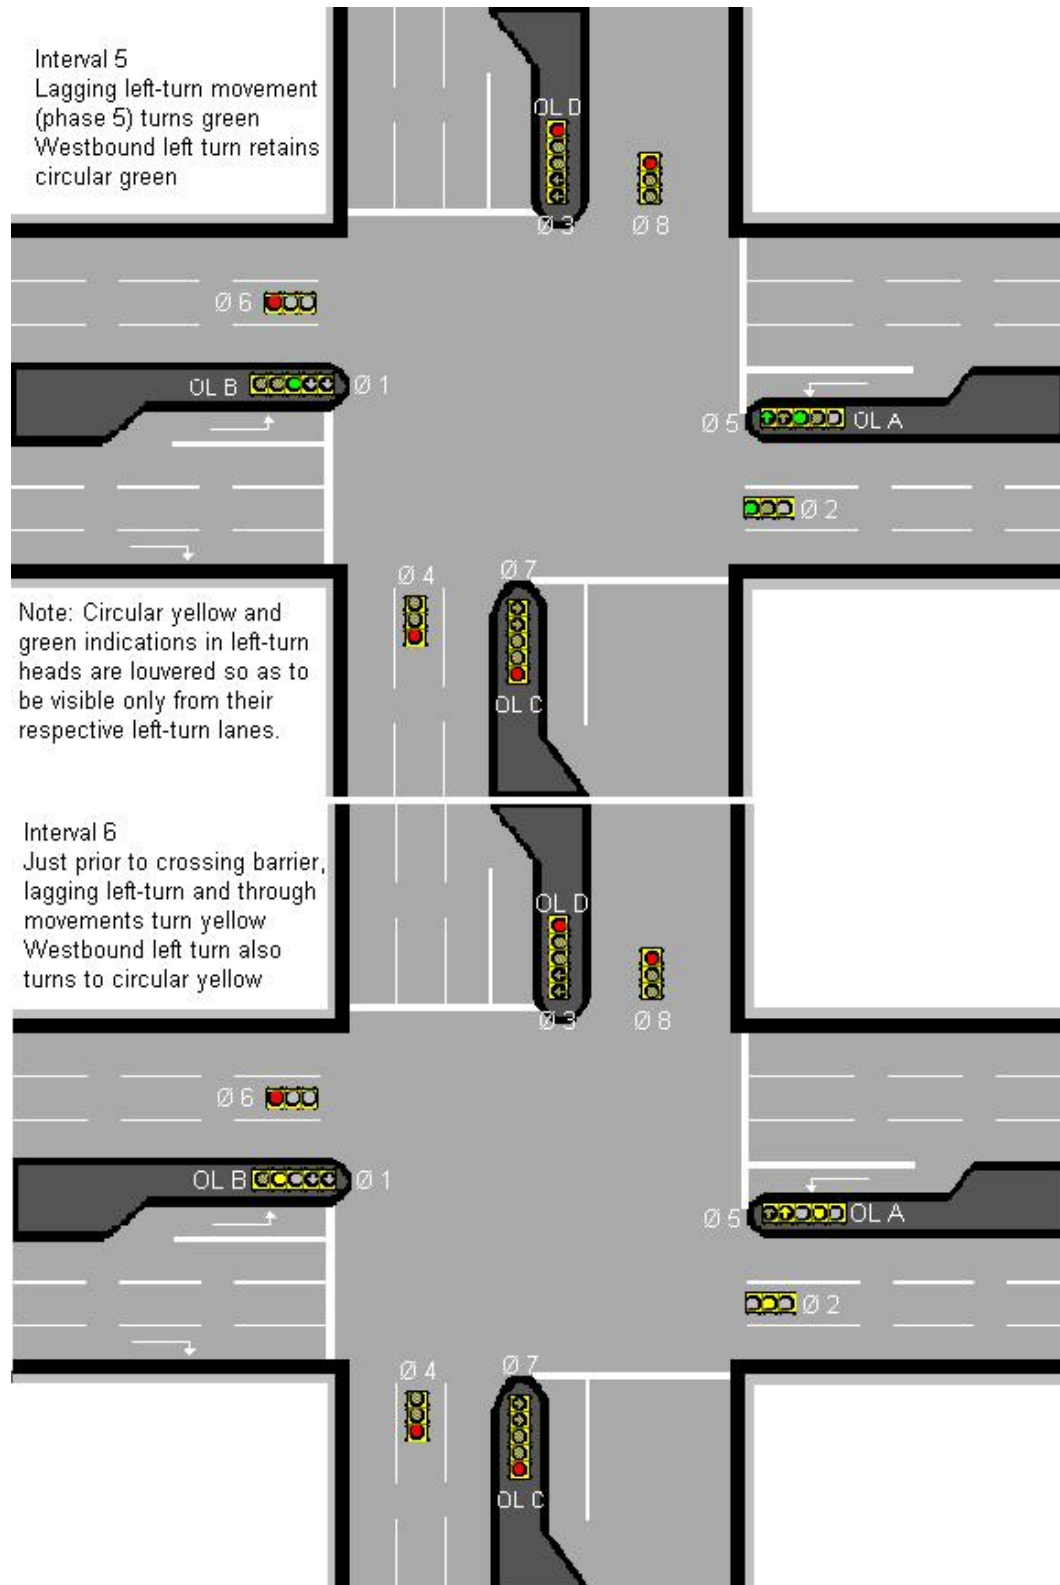 Interval 5
Lagging left-turn movement
(phase 5) turns green
Westbound left turn retains
circular green
OL D
Ø 3
Ø 8
Ø 6
OL B
Ø 1
Ø 5
OL A
Ø 2
Ø 4
Ø 7
OL C
Note: Circular yellow and
green indications in left-turn
heads are louvered so as to
be visible only from their
respective left-turn lanes.
Interval 6
Just prior to crossing barrier,
lagging left-turn and through
movements turn yellow
Westbound left turn also
turns to circular yellow
OL D
Ø 3
Ø 8
Ø 6
OL B
Ø 1
Ø 5
OL A
Ø 2
Ø 4
Ø 7
OL C